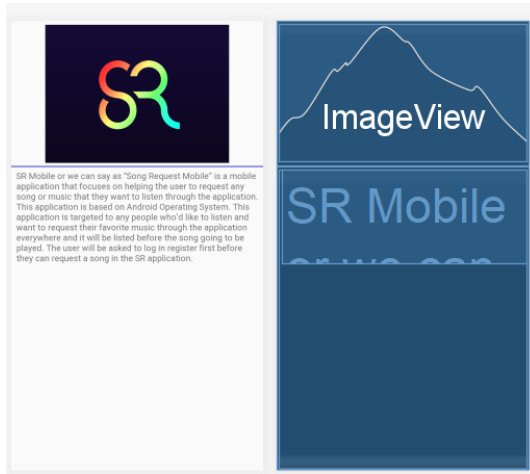 SR
SR Mobile or we can say as "Song Request Mobile" is a mobile
application that focuses on helping the user to request any
song or music that they want to listen through the application.
This application is based on Android Operating System. This
application is targeted to any people who'd like to listen and
want to request their favorite music through the application
everywhere and it will be listed before the song going to be
played. The user will be asked to log in register first before
they can request a song in the SR application.
ImageView
SR Mobile
or we can